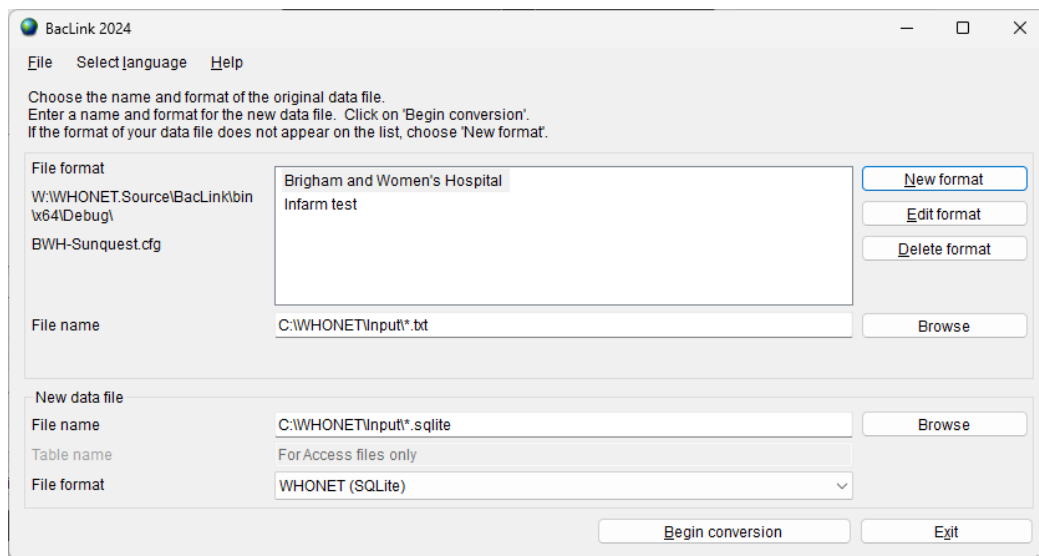 BacLink 2024
File Select language Help
Choose the name and format of the original data file.
Enter a name and format for the new data file. Click on 'Begin conversion'.
If the format of your data file does not appear on the list, choose 'New format'.
File format
W:\WHONET.Source\BacLink\bin
\x64\Debug\
BWH-Sunquest.cfg
Brigham and Women's Hospital
Infarm test
New format
Edit format
Delete format
File name C:\WHONET\Input\*.txt Browse
New data file
File name C:\WHONET\Input\*.sqlite Browse
Table name For Access files only
File format WHONET (SQLite)
Begin conversion Exit